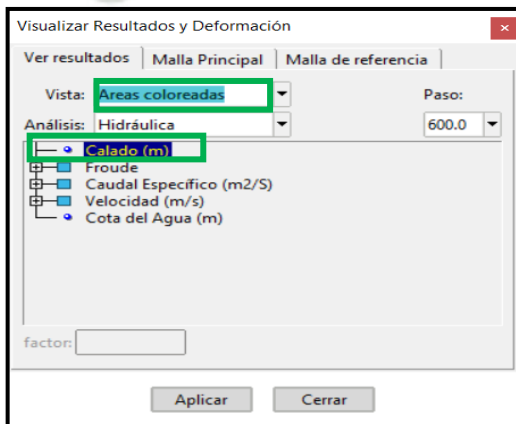 Visualizar Resultados y Deformación
Ver resultados Malla Principal Malla de referencia
Vista: Areas coloreadas Paso:
Análisis: Hidráulica 600.0
Calado (m)
Froude
Caudal Específico (m2/S)
Velocidad (m/s)
Cota del Agua (m)
factor:
Aplicar Cerrar